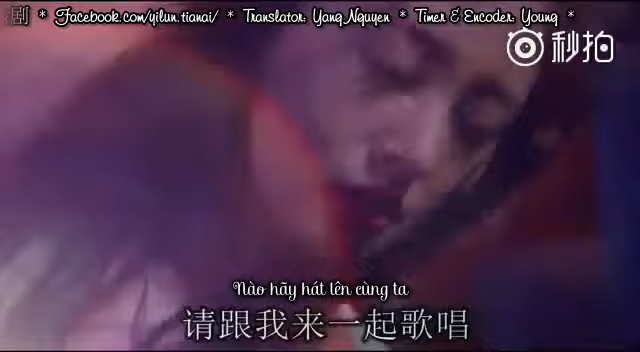 剧 * Facebook.com/yilun.tianai/ * Translator: Yang Nguyen * Timer & Encoder: Young *
秒拍
Nào hãy hát lên cùng ta
请跟我来一起歌唱